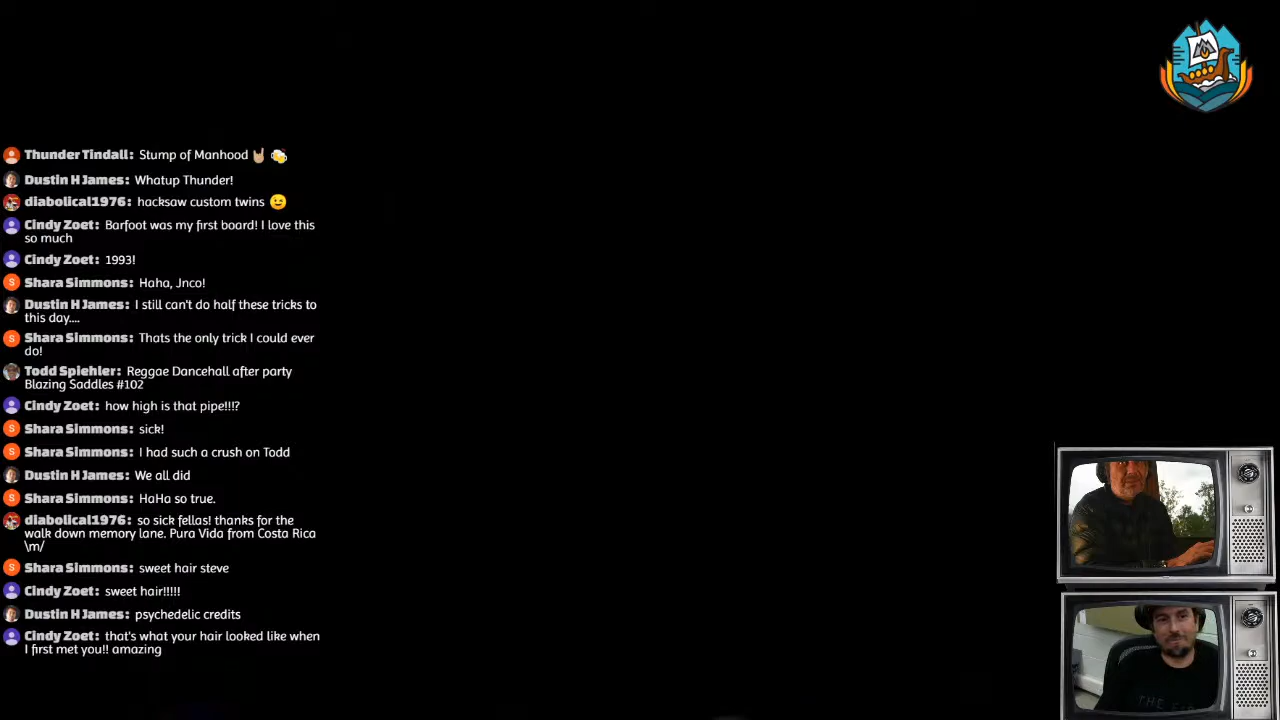 Thunder Tindall: Stump of Manhood 🤘🏼 🍻
Dustin H James: Whatup Thunder!
diabolical1976: hacksaw custom twins 😉
Cindy Zoet: Barfoot was my first board! I love this
so much
Cindy Zoet: 1993!
S Shara Simmons: Haha, Jnco!
Dustin H James: I still can't do half these tricks to
this day....
S Shara Simmons: Thats the only trick I could ever
do!
Todd Spiehler: Reggae Dancehall after party
Blazing Saddles #102
Cindy Zoet: how high is that pipe!!!?
S Shara Simmons: sick!
S Shara Simmons: I had such a crush on Todd
Dustin H James: We all did
S Shara Simmons: HaHa so true.
diabolical1976: so sick fellas! thanks for the
walk down memory lane. Pura Vida from Costa Rica
\m/
S Shara Simmons: sweet hair steve
Cindy Zoet: sweet hair!!!!!
Dustin H James: psychedelic credits
Cindy Zoet: that's what your hair looked like when
I first met you!! amazing
THE